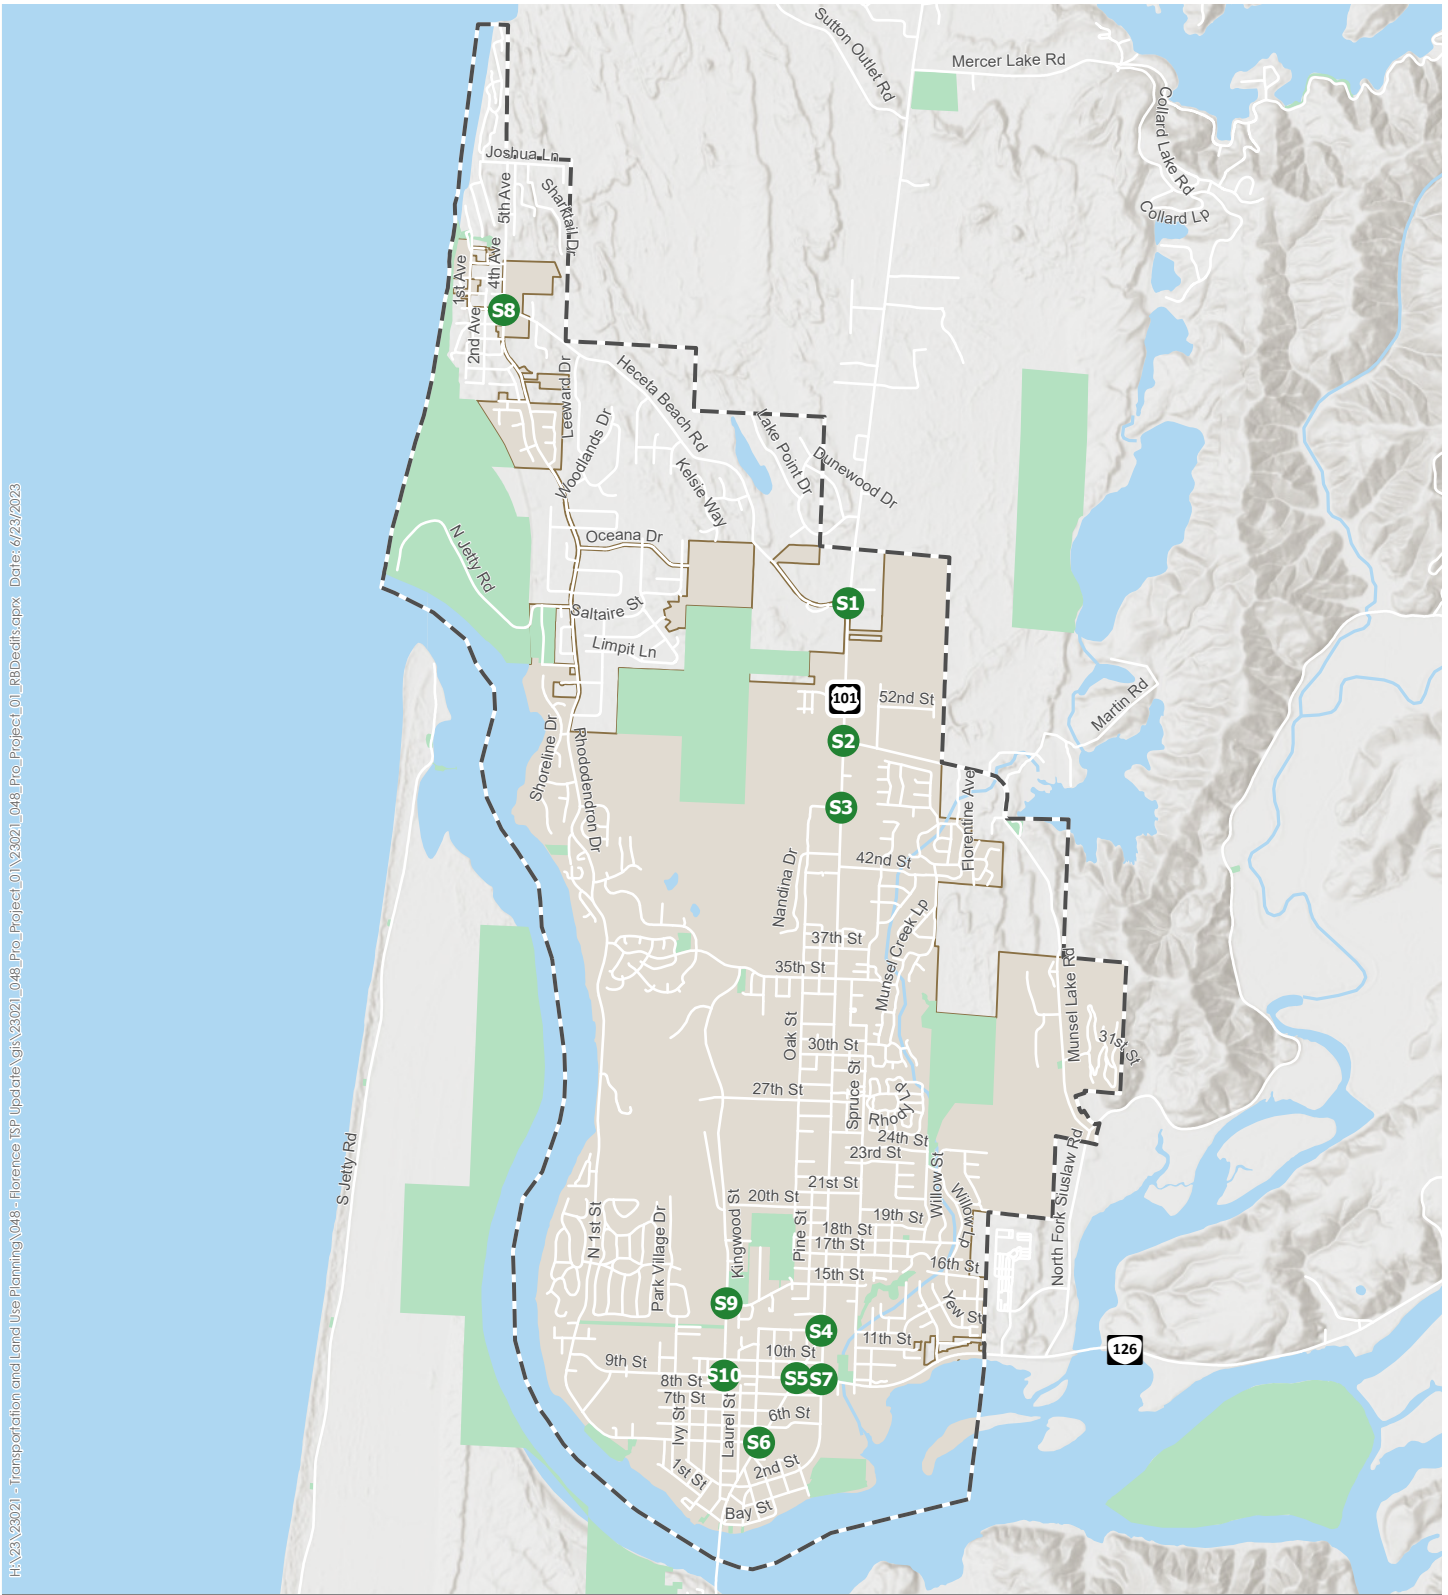 Sutton Outlet Rd
Mercer Lake Rd
Collard Lake Rd
Collard Lp
Joshua Ln
5th Ave
Sharktail Dr
4th Ave
1st Ave
S8
2nd Ave
Leeward Dr
Heceta Beach Rd
Woodlands Dr
Kelsie Way
Lake Point Dr
Dunewood Dr
N Jetty Rd
Oceana Dr
Saltaire St
S1
Limpit Ln
101
52nd St
Martin Rd
Shoreline Dr
Rhododendron Dr
S2
S3
Florentine Ave
42nd St
Nandina Dr
Munsel Creek Lp
37th St
35th St
Munsel Lake Rd
Oak St
30th St
31st St
27th St
Spruce St
Rhody Lp
24th St
23rd St
S Jetty Rd
21st St
Willow St
Willow Lp
North Fork Siuslaw Rd
20th St
N 1st St
Park Village Dr
Kingwood St
Pine St
19th St
18th St
17th St
16th St
15th St
Yew St
S9
S4
11th St
126
10th St
9th St
S10
S5
S7
8th St
7th St
Ivy St
Laurel St
6th St
S6
1st St
2nd St
Bay St
H:\23\23021 - Transportation and Land Use Planning\048 - Florence TSP Update\gis\23021_048_Pro_Project_01\23021_048_Pro_Project_01_RBDedits.aprx Date: 6/23/2023